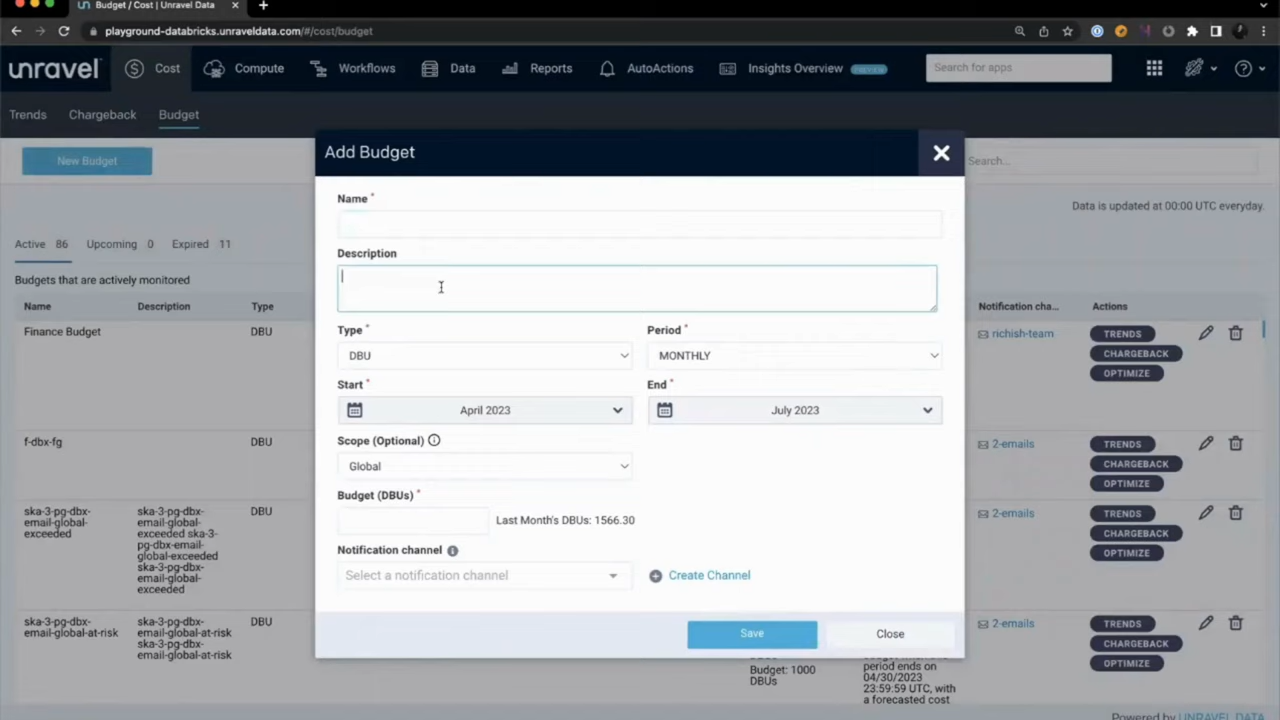 Budget / Cost | Unravel Data
playground-databricks.unraveldata.com/#/cost/budget
unravel Cost Compute Workflows Data Reports AutoActions Insights Overview PREVIEW Search for apps
Trends Chargeback Budget
New Budget
Search...
Data is updated at 00:00 UTC everyday.
Active 86 Upcoming 0 Expired 11
Budgets that are actively monitored
Name Description Type Notification cha... Actions
Finance Budget DBU richish-team TRENDS
CHARGEBACK
OPTIMIZE
f-dbx-fg DBU 2-emails TRENDS
CHARGEBACK
OPTIMIZE
ska-3-pg-dbx-
email-global-
exceeded
ska-3-pg-dbx-
email-global-
exceeded ska-3-
pg-dbx-email-
global-exceeded
ska-3-pg-dbx-
email-global-
exceeded
DBU
2-emails
TRENDS
CHARGEBACK
OPTIMIZE
ska-3-pg-dbx-
email-global-at-risk
ska-3-pg-dbx-
email-global-at-risk
ska-3-pg-dbx-
email-global-at-risk
DBU
2-emails
TRENDS
CHARGEBACK
OPTIMIZE
Budget: 1000
DBUs
period ends on
04/30/2023
23:59:59 UTC, with
a forecasted cost
Add Budget
Name *
Description
Type * Period *
DBU MONTHLY
Start * End *
April 2023 July 2023
Scope (Optional)
Global
Budget (DBUs) *
Last Month's DBUs: 1566.30
Notification channel
Select a notification channel Create Channel
Save Close
Powered by UNRAVEL DATA